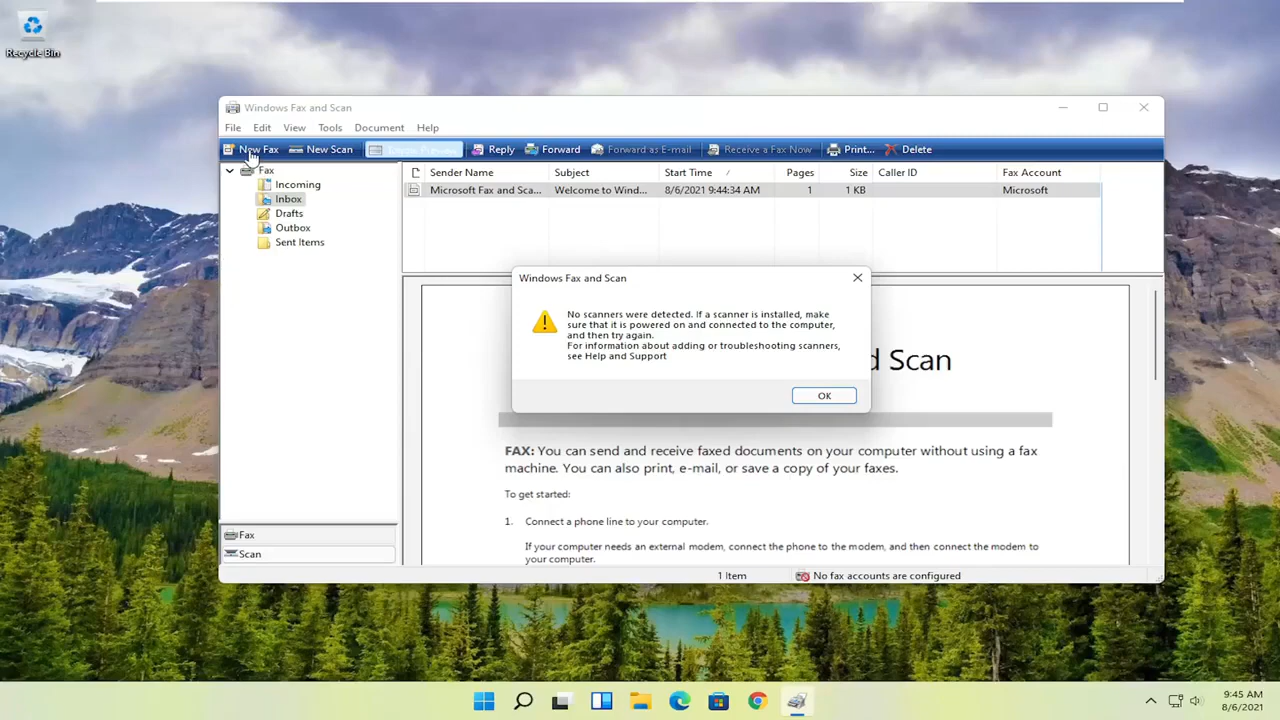 Recycle Bin
Windows Fax and Scan
File Edit View Tools Document Help
New Fax New Scan Reply Forward Forward as E-mail Receive a Fax Now Print... Delete
Sender Name Subject Start Time Pages Size Caller ID Fax Account
Microsoft Fax and Sca... Welcome to Wind... 8/6/2021 9:44:34 AM 1 1 KB Microsoft
Fax
Incoming
Inbox
Drafts
Outbox
Sent Items
Fax
Scan
Windows Fax and Scan
No scanners were detected. If a scanner is installed, make
sure that it is powered on and connected to the computer,
and then try again.
For information about adding or troubleshooting scanners,
see Help and Support
OK
d Scan
FAX: You can send and receive faxed documents on your computer without using a fax
machine. You can also print, e-mail, or save a copy of your faxes.
To get started:
1. Connect a phone line to your computer.
If your computer needs an external modem, connect the phone to the modem, and then connect the modem to
your computer.
1 Item No fax accounts are configured
9:45 AM
8/6/2021